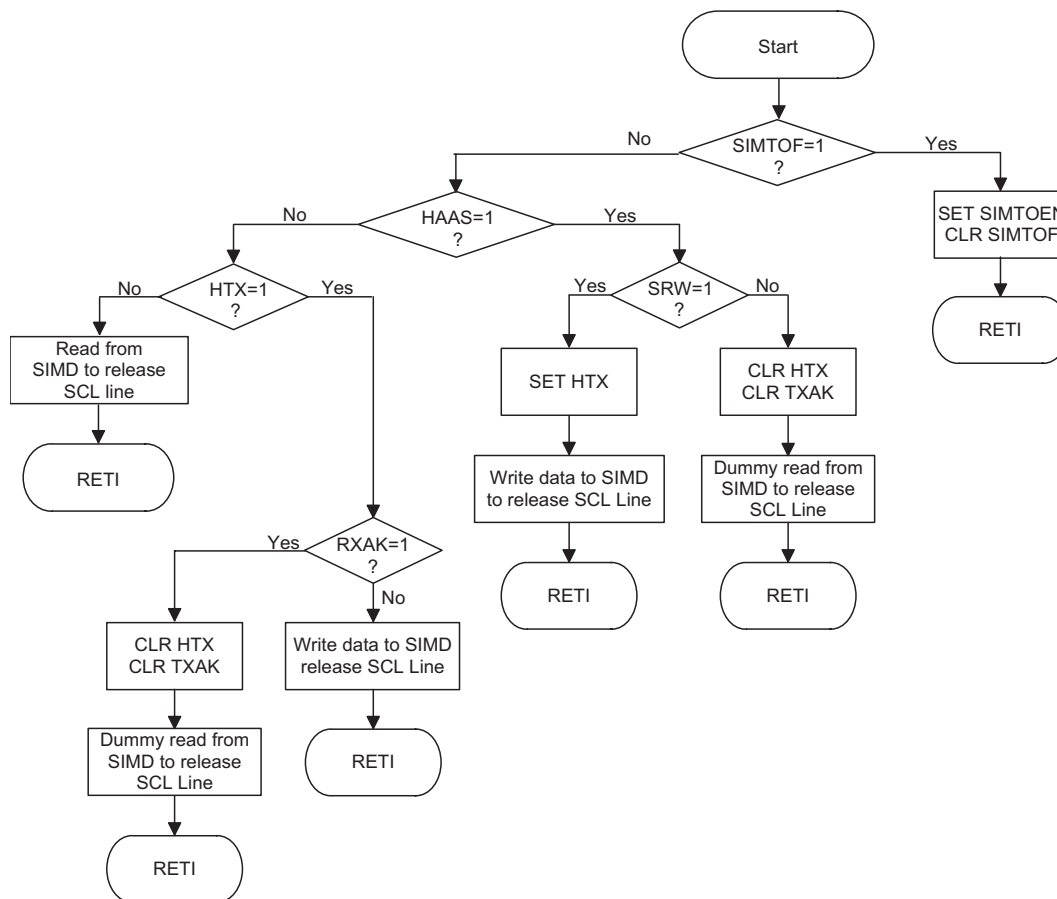 Start
SIMTOF=1
?
No
Yes
HAAS=1
?
No
Yes
SET SIMTOEN
CLR SIMTOF
HTX=1
?
No
Yes
SRW=1
?
Yes
No
RETI
Read from
SIMD to release
SCL line
SET HTX
CLR HTX
CLR TXAK
RETI
Write data to SIMD
to release SCL Line
Dummy read from
SIMD to release
SCL Line
RXAK=1
?
Yes
No
RETI
RETI
CLR HTX
CLR TXAK
Write data to SIMD
release SCL Line
Dummy read from
SIMD to release
SCL Line
RETI
RETI